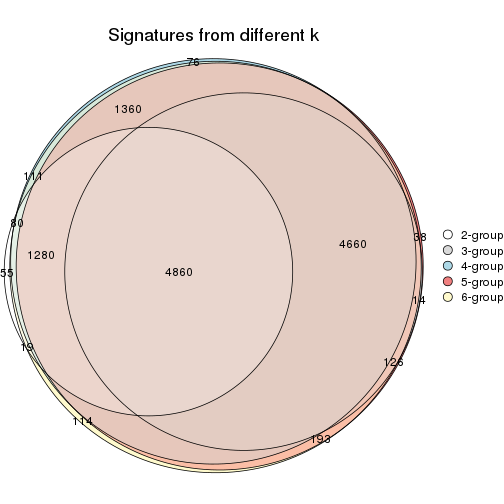 Signatures from different k
76
1360
111
80
38
4660
1280
4860
55
14
19
126
114
193
2-group
3-group
4-group
5-group
6-group